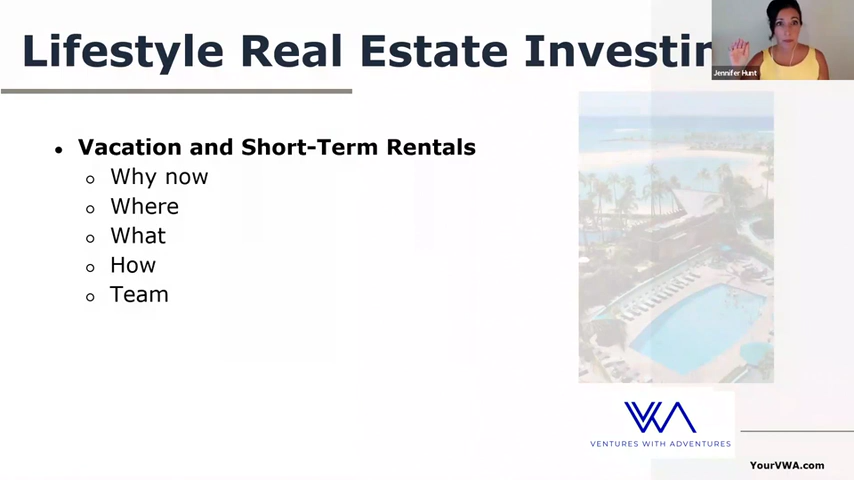 Lifestyle Real Estate Investin
Jennifer Hunt
• Vacation and Short-Term Rentals
○ Why now
○ Where
○ What
○ How
○ Team
VWA
VENTURES WITH ADVENTURES
YourVWA.com